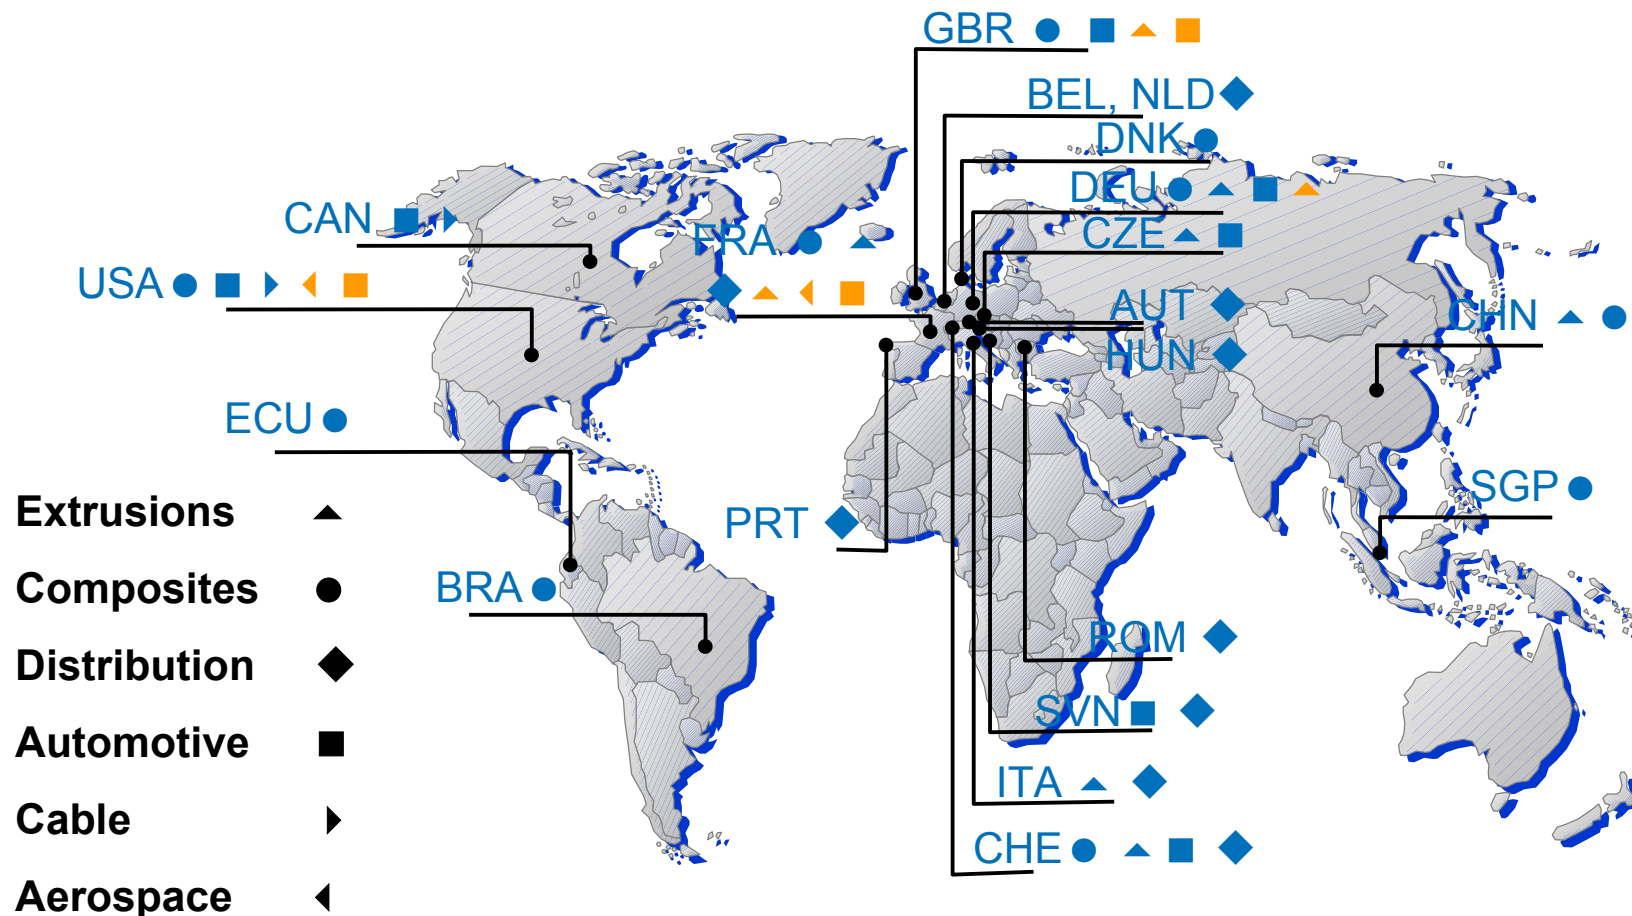 GBR
BEL, NLD
DNK
DEU
CAN
FRA
CZE
USA
AUT
CHN
HUN
ECU
SGP
Extrusions
PRT
Composites
BRA
ROM
Distribution
SVN
Automotive
ITA
Cable
CHE
Aerospace